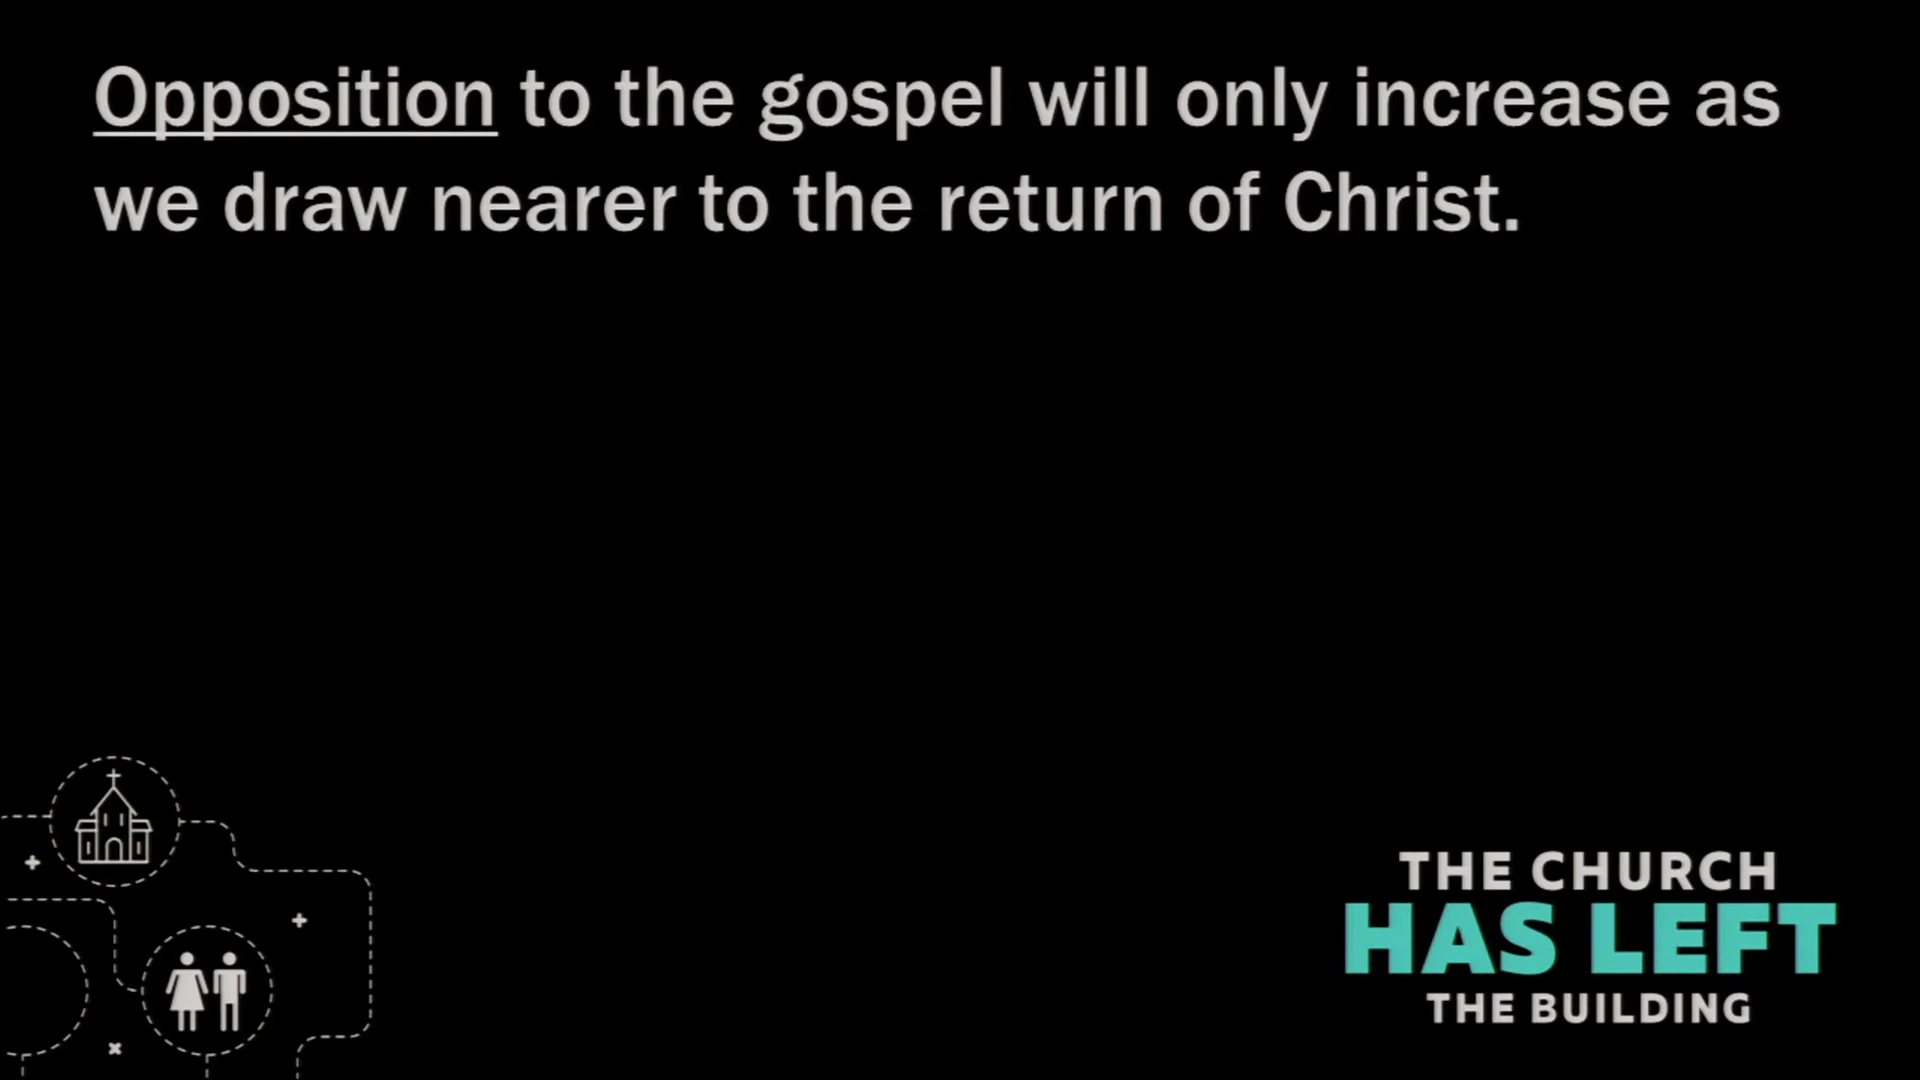 Opposition to the gospel will only increase as
we draw nearer to the return of Christ.
THE CHURCH
HAS LEFT
THE BUILDING